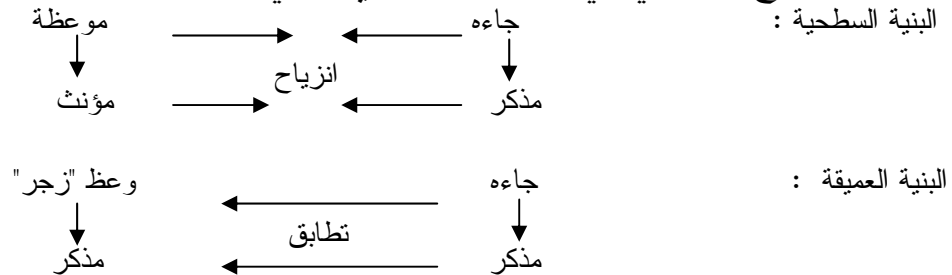 البنية السطحية : جاءه موعظة
انزياح
مذكر مؤنث
البنية العميقة : جاءه وعظ "زجر"
تطابق
مذكر مذكر